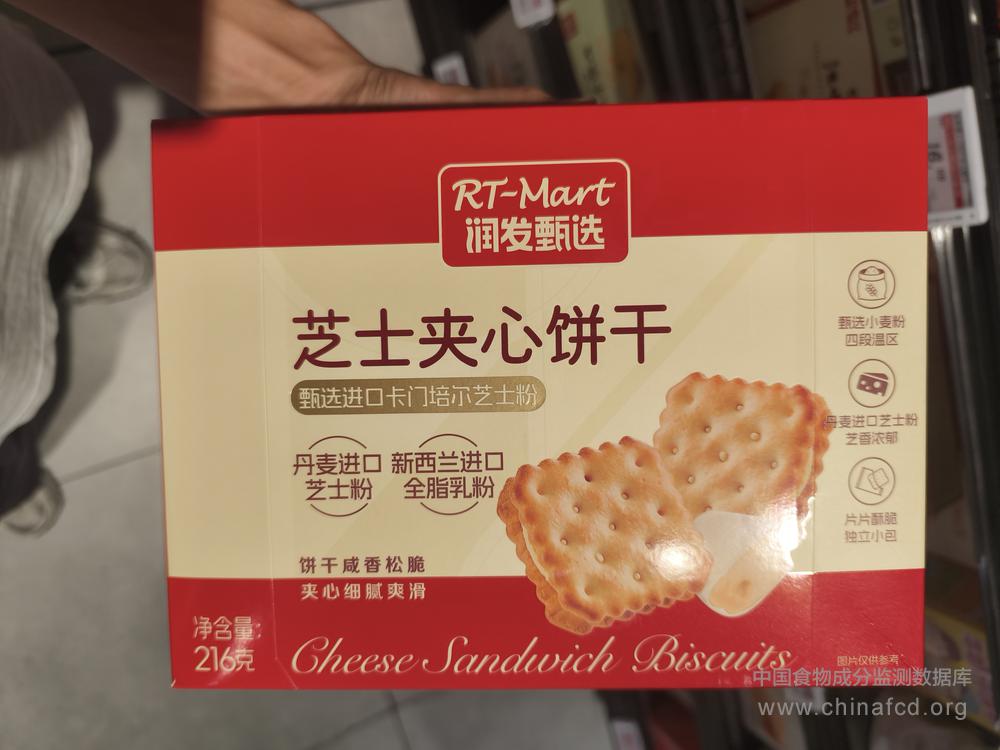 RT-Mart
润发甄选
芝士夹心饼干
甄选进口卡门培尔芝士粉
丹麦进口
芝士粉
新西兰进口
全脂乳粉
饼干咸香松脆
夹心细腻爽滑
甄选小麦粉
四段温区
丹麦进口芝士粉
芝香浓郁
片片酥脆
独立小包
净含量:
216克
Cheese Sandwich Biscuits
图片仅供参考
中国食物成分监测数据库
www.chinafcd.org